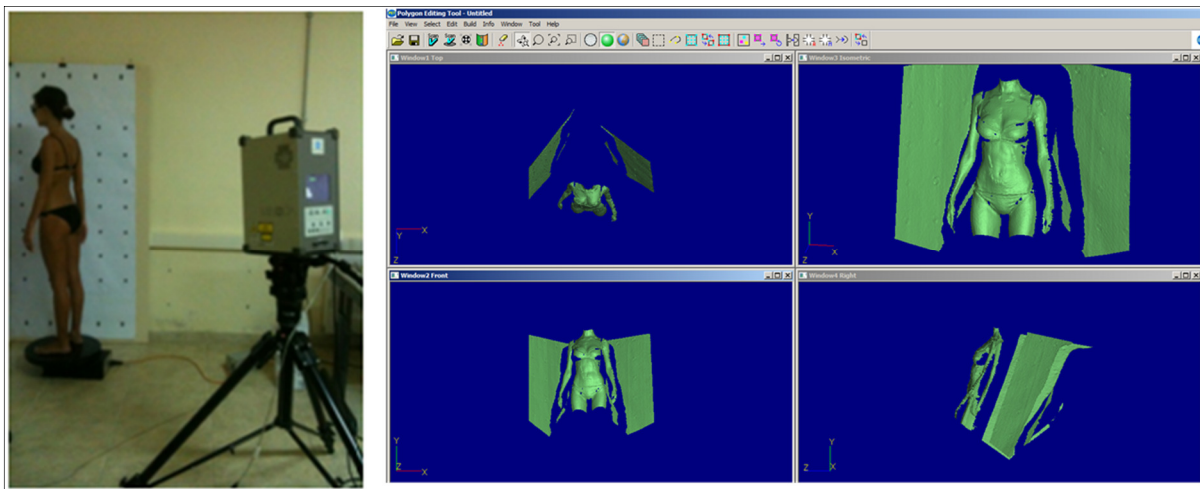 Polygon Editing Tool - Untitled
File View Select Edit Build Info Window Tool Help
Window1 Top
Window3 Isometric
Y X
Z
Y
X
Window2 Front
Window4 Right
Y
Z X
Y
Z X